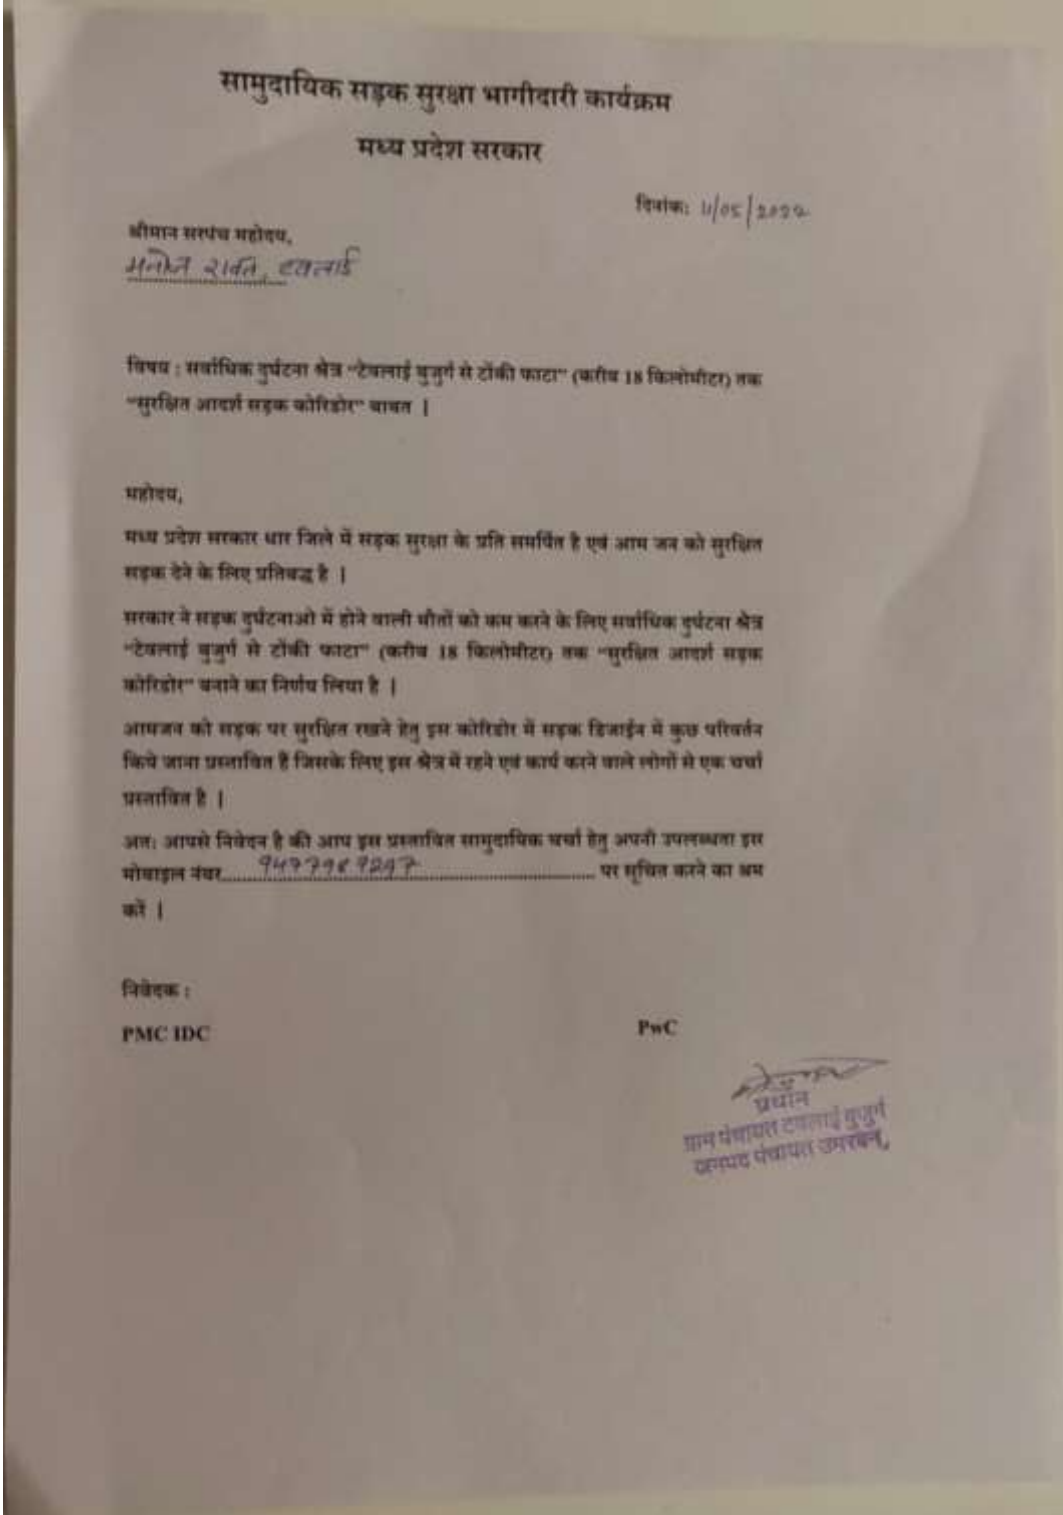 सामुदायिक सड़क सुरक्षा भागीदारी कार्यक्रम
मध्य प्रदेश सरकार
दिनांक: 11/05/2022
श्रीमान सरपंच महोदय,
मनोज रावत, टवलाई
विषय : सर्वाधिक दुर्घटना श्रेत्र "टेवलाई बुजुर्ग से टोंकी फाटा" (करीब 18 किलोमीटर) तक
"सुरक्षित आदर्श सड़क कोरिडोर" बाबत |
महोदय,
मध्य प्रदेश सरकार धार जिले में सड़क सुरक्षा के प्रति समर्पित है एवं आम जन को सुरक्षित
सड़क देने के लिए प्रतिबद्ध है |
सरकार ने सड़क दुर्घटनाओ में होने वाली मौतों को कम करने के लिए सर्वाधिक दुर्घटना श्रेत्र
"टेवलाई बुजुर्ग से टोंकी फाटा" (करीब 18 किलोमीटर) तक "सुरक्षित आदर्श सड़क
कोरिडोर" बनाने का निर्णय लिया है |
आमजन को सड़क पर सुरक्षित रखने हेतु इस कोरिडोर में सड़क डिजाईन में कुछ परिवर्तन
किये जाना प्रस्तावित हैं जिसके लिए इस श्रेत्र में रहने एवं कार्य करने वाले लोगों से एक चर्चा
प्रस्तावित है |
अत: आपसे निवेदन है की आप इस प्रस्तावित सामुदायिक चर्चा हेतु अपनी उपलब्धता इस
मोबाइल नंबर.......... पर सूचित करने का श्रम
करें |
निवेदक :
PMC IDC
PwC
प्रधान
ग्राम पंचायत टवलाई बुजुर्ग
जनपद पंचायत उमरबन,